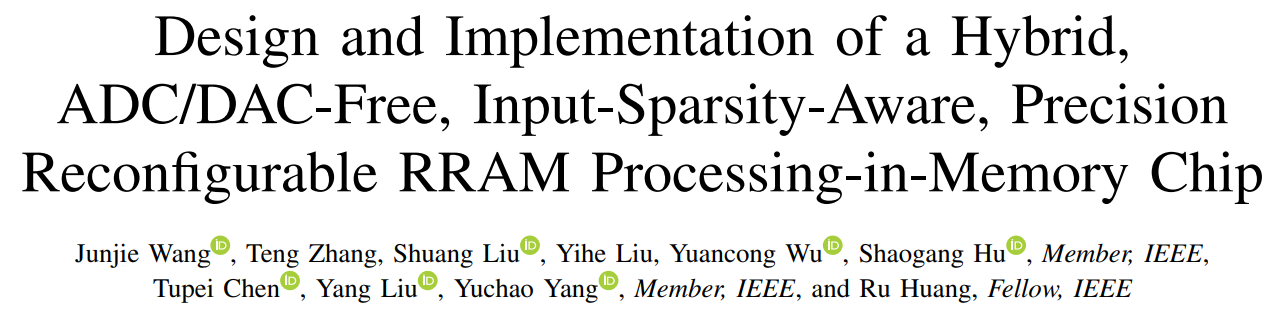 Design and Implementation of a Hybrid,
ADC/DAC-Free, Input-Sparsity-Aware, Precision
Reconfigurable RRAM Processing-in-Memory Chip
Junjie Wang, Teng Zhang, Shuang Liu, Yihe Liu, Yuancong Wu, Shaogang Hu, Member, IEEE,
Tupei Chen, Yang Liu, Yuchao Yang, Member, IEEE, and Ru Huang, Fellow, IEEE